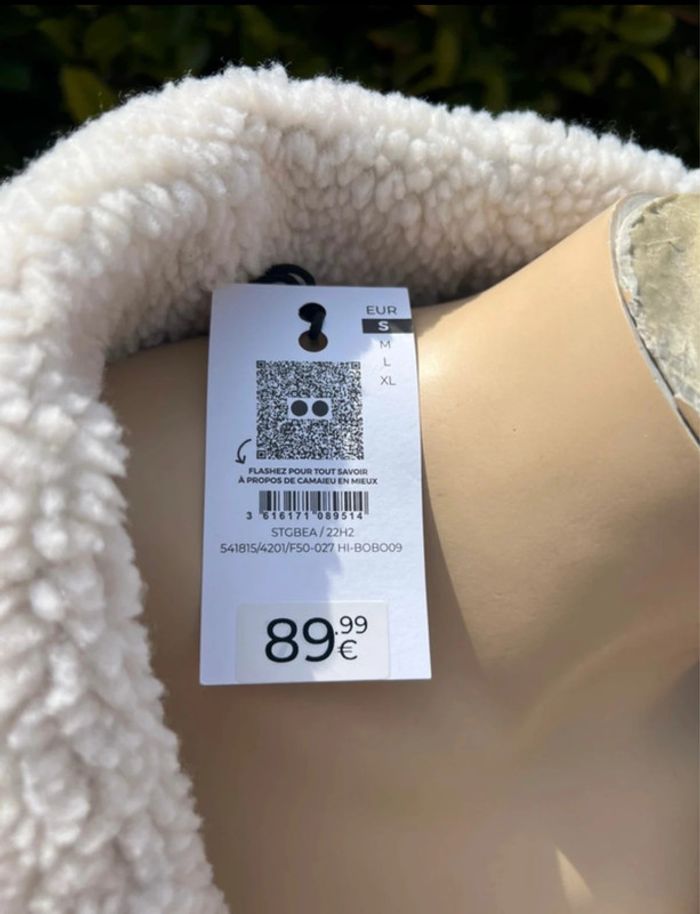 EUR
S
M
L
XL
FLASHEZ POUR TOUT SAVOIR
À PROPOS DE CAMAIEU EN MIEUX
3 616171 089514
STGBEA / 22H2
541815/4201/F50-027 HI-BOBO09
89.99
€